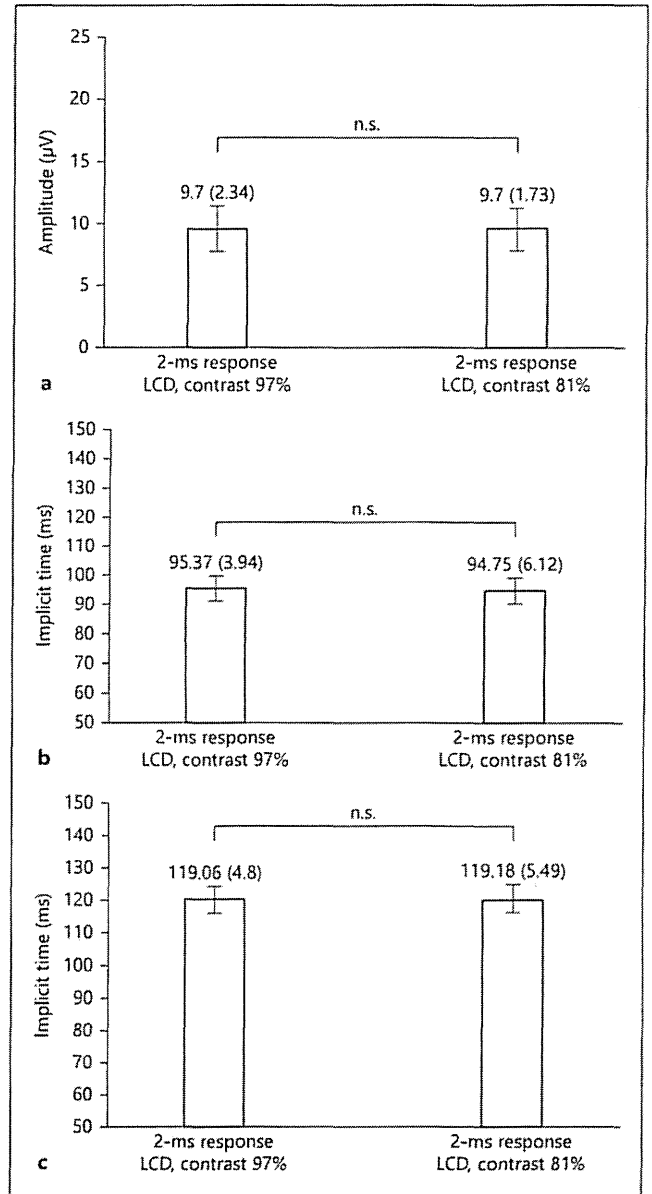 25
20
15
10
5
0
Amplitude (µV)
n.s.
9.7 (2.34)
9.7 (1.73)
2-ms response
LCD, contrast 97%
2-ms response
LCD, contrast 81%
a
150
140
130
120
110
100
90
80
70
60
50
Implicit time (ms)
n.s.
95.37 (3.94)
94.75 (6.12)
2-ms response
LCD, contrast 97%
2-ms response
LCD, contrast 81%
b
150
140
130
120
110
100
90
80
70
60
50
Implicit time (ms)
n.s.
119.06 (4.8)
119.18 (5.49)
2-ms response
LCD, contrast 97%
2-ms response
LCD, contrast 81%
c